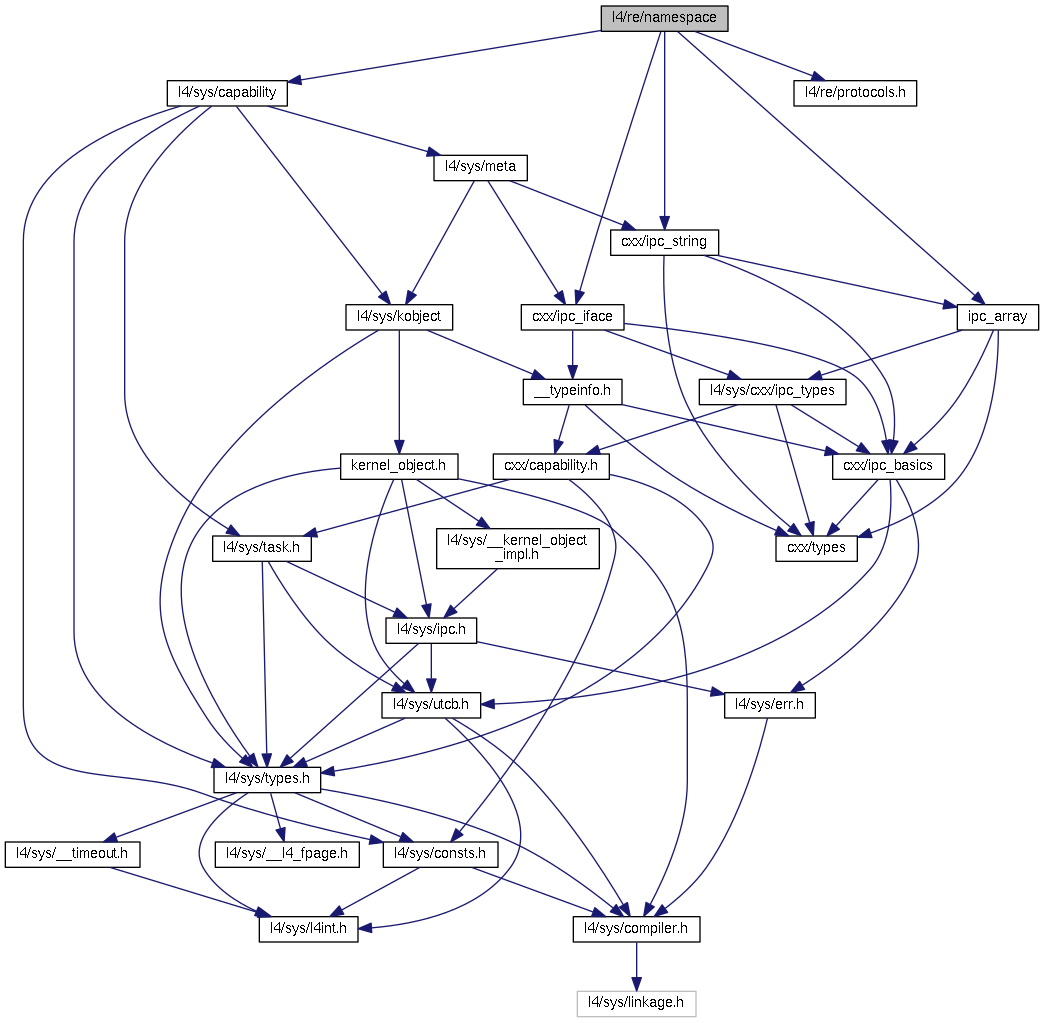 l4/re/namespace
l4/sys/capability
l4/re/protocols.h
l4/sys/meta
cxx/ipc_string
l4/sys/kobject
cxx/ipc_iface
ipc_array
__typeinfo.h
l4/sys/cxx/ipc_types
kernel_object.h
cxx/capability.h
cxx/ipc_basics
l4/sys/task.h
l4/sys/__kernel_object
_impl.h
cxx/types
l4/sys/ipc.h
l4/sys/utcb.h
l4/sys/err.h
l4/sys/types.h
l4/sys/__timeout.h
l4/sys/__l4_fpage.h
l4/sys/consts.h
l4/sys/l4int.h
l4/sys/compiler.h
l4/sys/linkage.h